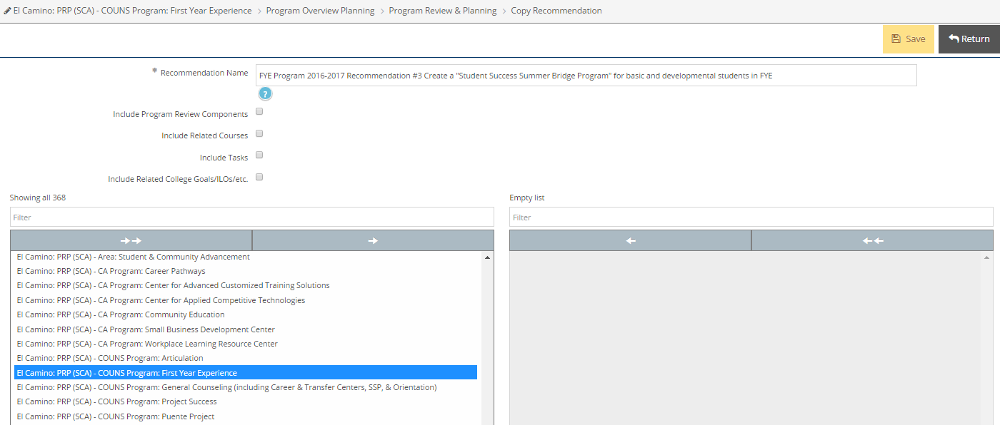 El Camino: PRP (SCA) - COUNS Program: First Year Experience > Program Overview Planning > Program Review & Planning > Copy Recommendation
Save
Return
* Recommendation Name
FYE Program 2016-2017 Recommendation #3 Create a "Student Success Summer Bridge Program" for basic and developmental students in FYE
?
Include Program Review Components
Include Related Courses
Include Tasks
Include Related College Goals/ILOs/etc.
Showing all 368
Filter
El Camino: PRP (SCA) - Area: Student & Community Advancement
El Camino: PRP (SCA) - CA Program: Career Pathways
El Camino: PRP (SCA) - CA Program: Center for Advanced Customized Training Solutions
El Camino: PRP (SCA) - CA Program: Center for Applied Competitive Technologies
El Camino: PRP (SCA) - CA Program: Community Education
El Camino: PRP (SCA) - CA Program: Small Business Development Center
El Camino: PRP (SCA) - CA Program: Workplace Learning Resource Center
El Camino: PRP (SCA) - COUNS Program: Articulation
El Camino: PRP (SCA) - COUNS Program: First Year Experience
El Camino: PRP (SCA) - COUNS Program: General Counseling (including Career & Transfer Centers, SSP, & Orientation)
El Camino: PRP (SCA) - COUNS Program: Project Success
El Camino: PRP (SCA) - COUNS Program: Puente Project
Empty list
Filter